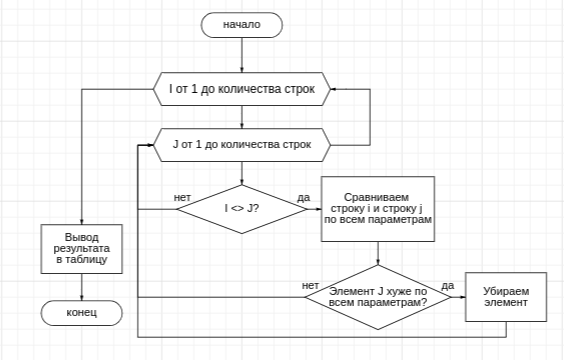 начало
I от 1 до количества строк
J от 1 до количества строк
нет
I <> J?
да
Сравниваем
строку i и строку j
по всем параметрам
Вывод
результата
в таблицу
нет
Элемент J хуже по
всем параметрам?
да
Убираем
элемент
конец